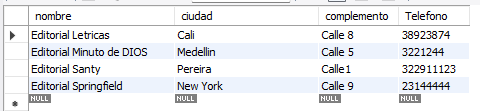 nombre ciudad complemento Telefono
Editorial Letricas Cali Calle 8 38923874
Editorial Minuto de DIOS Medellin Calle 5 3221244
Editorial Santy Pereira Calle1 322911123
Editorial Springfield New York Calle 9 23144444
NULL NULL NULL NULL